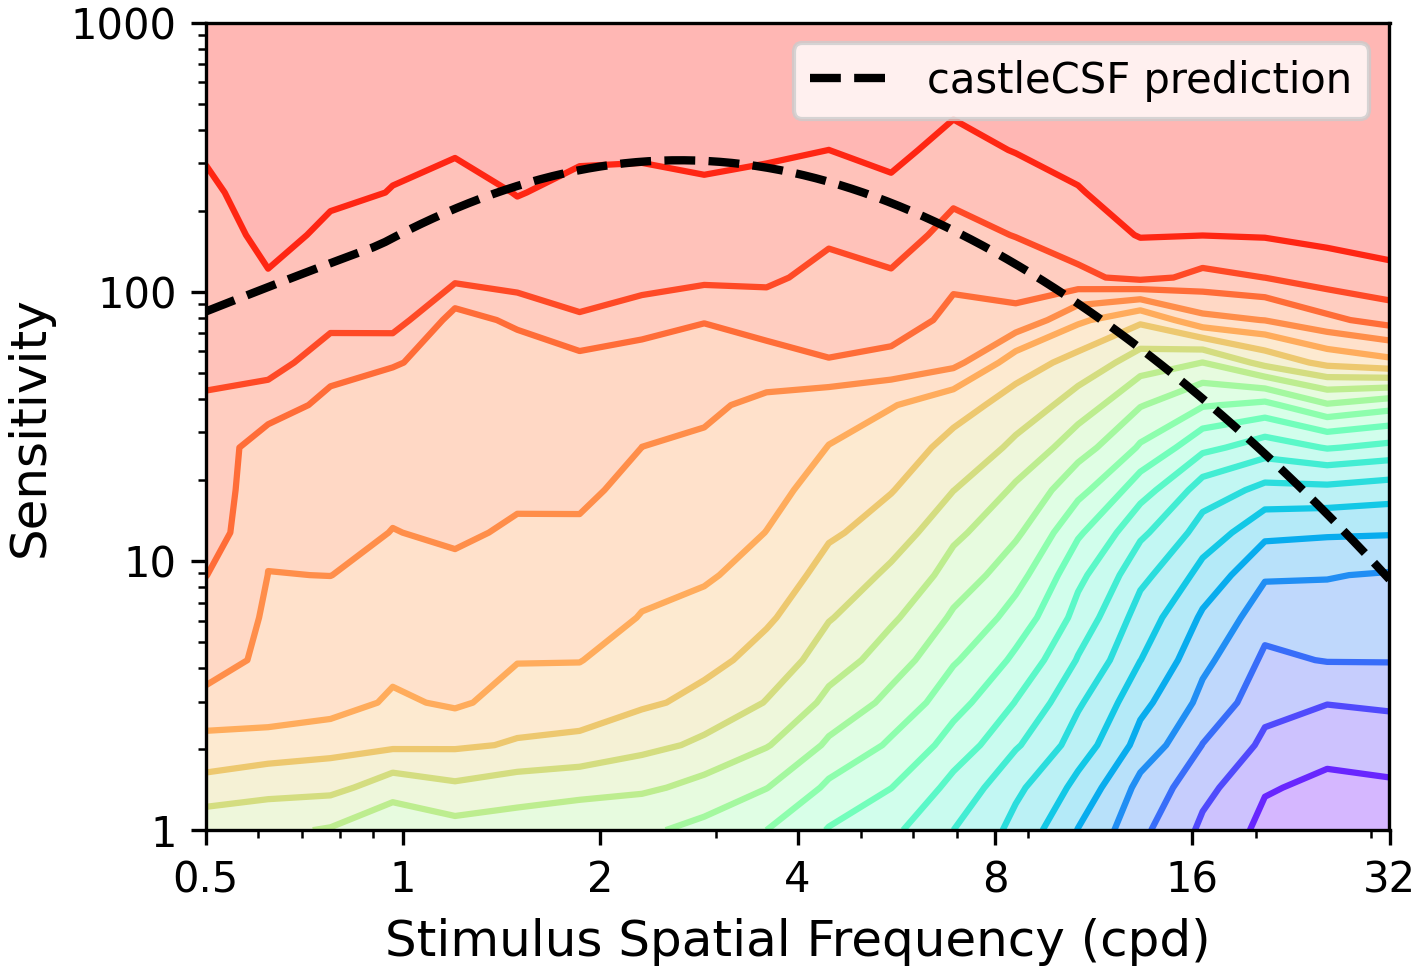 1000
100
10
1
Sensitivity
castleCSF prediction
0.5 1 2 4 8 16 32
Stimulus Spatial Frequency (cpd)